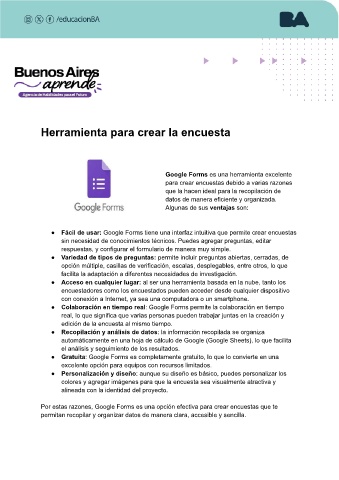 /educacionBA
BA
Buenos Aires
aprende
Agencia de Habilidades para el Futuro
Herramienta para crear la encuesta
Google Forms
Google Forms es una herramienta excelente
para crear encuestas debido a varias razones
que la hacen ideal para la recopilación de
datos de manera eficiente y organizada.
Algunas de sus ventajas son:
● Fácil de usar: Google Forms tiene una interfaz intuitiva que permite crear encuestas
sin necesidad de conocimientos técnicos. Puedes agregar preguntas, editar
respuestas, y configurar el formulario de manera muy simple.
● Variedad de tipos de preguntas: permite incluir preguntas abiertas, cerradas, de
opción múltiple, casillas de verificación, escalas, desplegables, entre otros, lo que
facilita la adaptación a diferentes necesidades de investigación.
● Acceso en cualquier lugar: al ser una herramienta basada en la nube, tanto los
encuestadores como los encuestados pueden acceder desde cualquier dispositivo
con conexión a Internet, ya sea una computadora o un smartphone.
● Colaboración en tiempo real: Google Forms permite la colaboración en tiempo
real, lo que significa que varias personas pueden trabajar juntas en la creación y
edición de la encuesta al mismo tiempo.
● Recopilación y análisis de datos: la información recopilada se organiza
automáticamente en una hoja de cálculo de Google (Google Sheets), lo que facilita
el análisis y seguimiento de los resultados.
● Gratuita: Google Forms es completamente gratuito, lo que lo convierte en una
excelente opción para equipos con recursos limitados.
● Personalización y diseño: aunque su diseño es básico, puedes personalizar los
colores y agregar imágenes para que la encuesta sea visualmente atractiva y
alineada con la identidad del proyecto.
Por estas razones, Google Forms es una opción efectiva para crear encuestas que te
permitan recopilar y organizar datos de manera clara, accesible y sencilla.